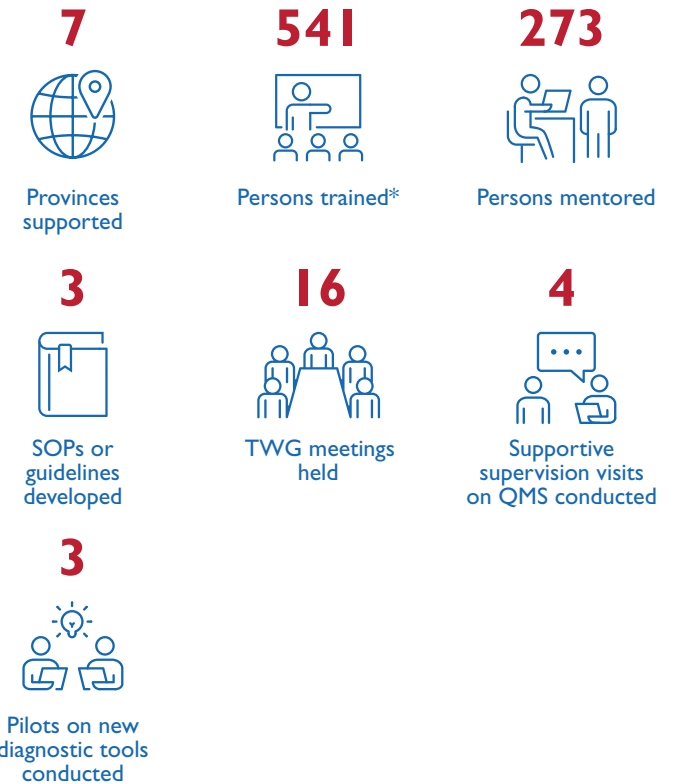 7
Provinces
supported
541
Persons trained*
273
Persons mentored
3
SOPs or
guidelines
developed
16
TWG meetings
held
4
Supportive
supervision visits
on QMS conducted
3
Pilots on new
diagnostic tools
conducted